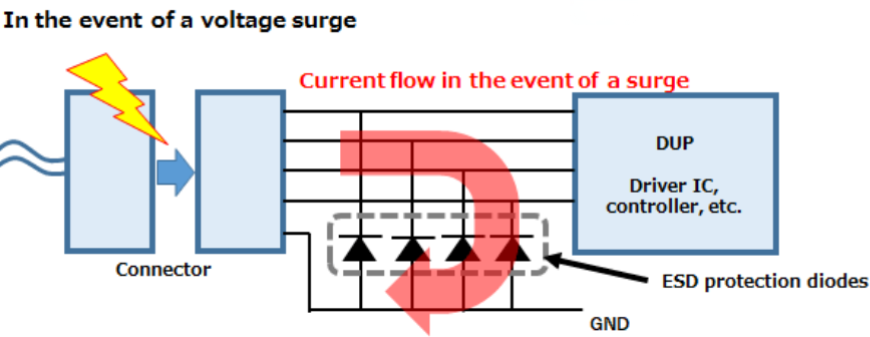 In the event of a voltage surge
Current flow in the event of a surge
DUP
Driver IC,
controller, etc.
Connector
ESD protection diodes
GND